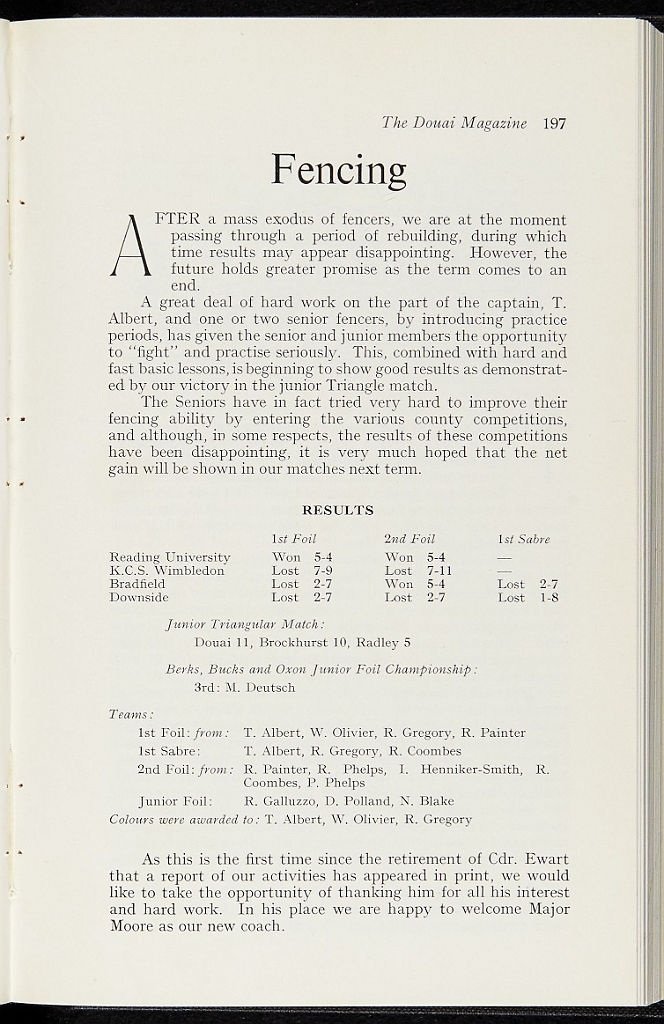 The Douai Magazine 197
Fencing
AFTER a mass exodus of fencers, we are at the moment
passing through a period of rebuilding, during which
time results may appear disappointing. However, the
future holds greater promise as the term comes to an
end.
A great deal of hard work on the part of the captain, T.
Albert, and one or two senior fencers, by introducing practice
periods, has given the senior and junior members the opportunity
to "fight" and practise seriously. This, combined with hard and
fast basic lessons, is beginning to show good results as demonstrat-
ed by our victory in the junior Triangle match.
The Seniors have in fact tried very hard to improve their
fencing ability by entering the various county competitions,
and although, in some respects, the results of these competitions
have been disappointing, it is very much hoped that the net
gain will be shown in our matches next term.
RESULTS
1st Foil 2nd Foil 1st Sabre
Reading University Won 5-4 Won 5-4 —
K.C.S. Wimbledon Lost 7-9 Lost 7-11 —
Bradfield Lost 2-7 Won 5-4 Lost 2-7
Downside Lost 2-7 Lost 2-7 Lost 1-8
Junior Triangular Match:
Douai 11, Brockhurst 10, Radley 5
Berks, Bucks and Oxon Junior Foil Championship:
3rd: M. Deutsch
Teams:
1st Foil: from: T. Albert, W. Olivier, R. Gregory, R. Painter
1st Sabre: T. Albert, R. Gregory, R. Coombes
2nd Foil: from: R. Painter, R. Phelps, I. Henniker-Smith, R.
Coombes, P. Phelps
Junior Foil: R. Galluzzo, D. Polland, N. Blake
Colours were awarded to: T. Albert, W. Olivier, R. Gregory
As this is the first time since the retirement of Cdr. Ewart
that a report of our activities has appeared in print, we would
like to take the opportunity of thanking him for all his interest
and hard work. In his place we are happy to welcome Major
Moore as our new coach.